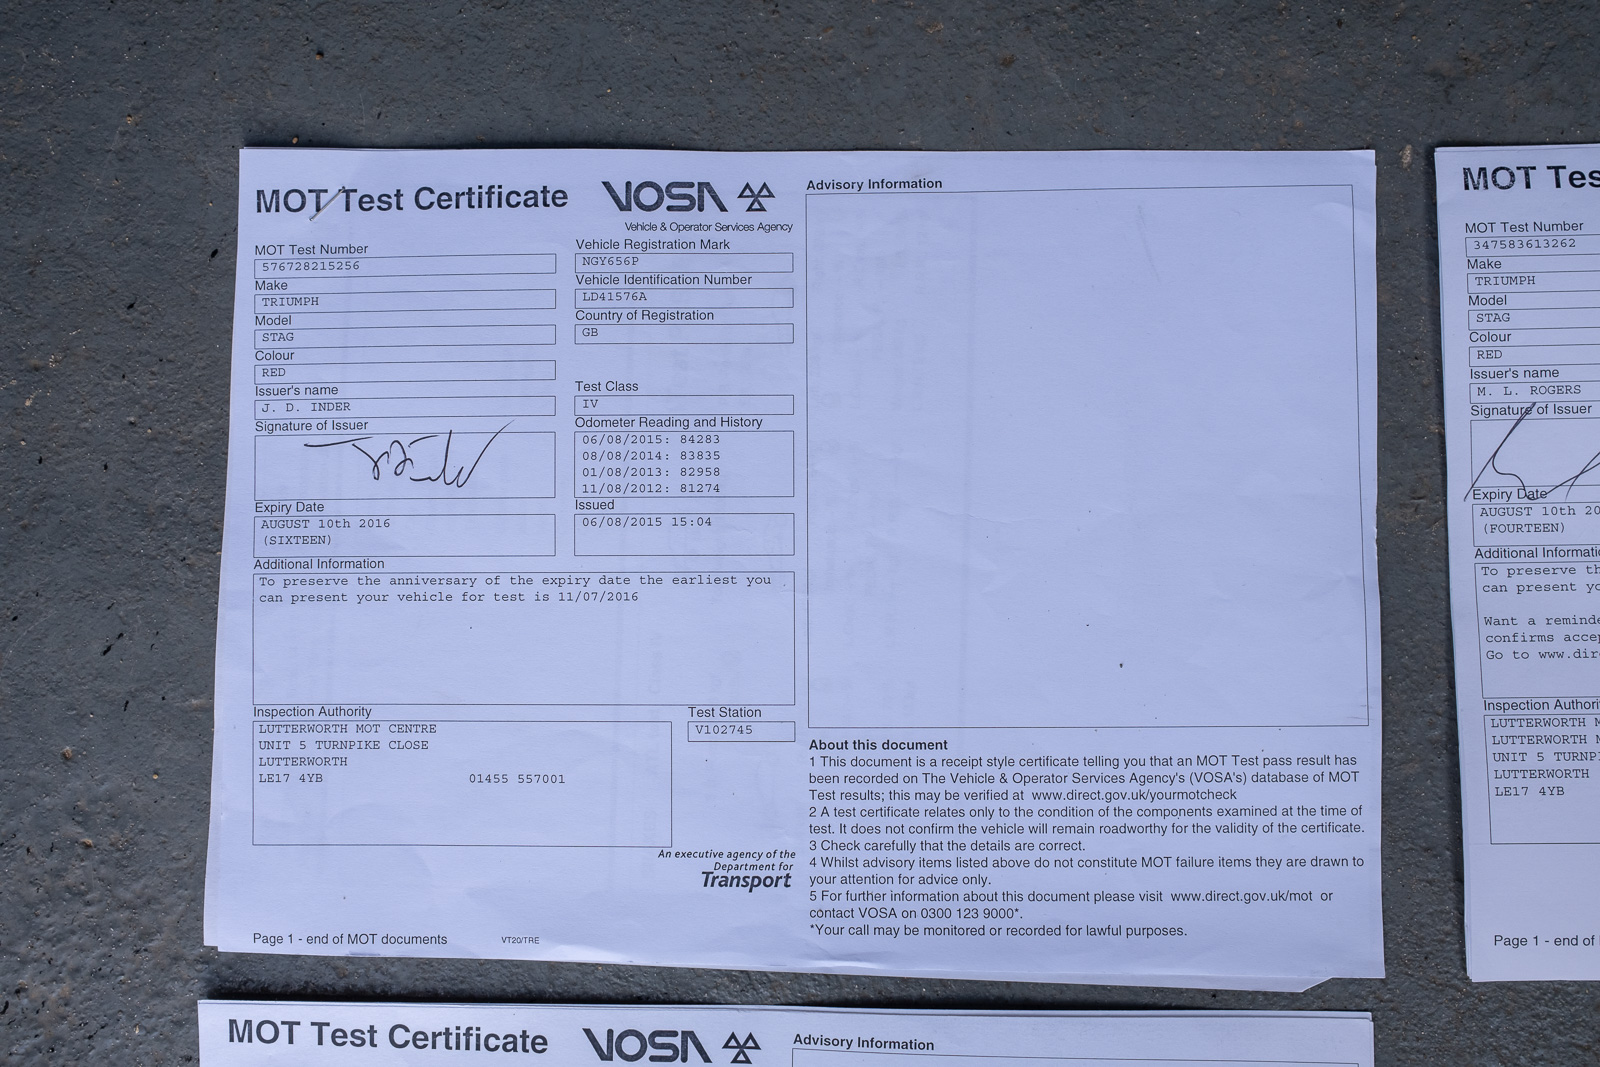 MOT Test Certificate
VOSA
Vehicle & Operator Services Agency
MOT Test Number
576728215256
Make
TRIUMPH
Model
STAG
Colour
RED
Issuer's name
J. D. INDER
Signature of Issuer
Expiry Date
AUGUST 10th 2016
(SIXTEEN)
Vehicle Registration Mark
NGY656P
Vehicle Identification Number
LD41576A
Country of Registration
GB
Test Class
IV
Odometer Reading and History
06/08/2015: 84283
08/08/2014: 83835
01/08/2013: 82958
11/08/2012: 81274
Issued
06/08/2015 15:04
Additional Information
To preserve the anniversary of the expiry date the earliest you
can present your vehicle for test is 11/07/2016
Inspection Authority
LUTTERWORTH MOT CENTRE
UNIT 5 TURNPIKE CLOSE
LUTTERWORTH
LE17 4YB 01455 557001
Test Station
V102745
An executive agency of the
Department for
Transport
Page 1 - end of MOT documents VT20/TRE
Advisory Information
About this document
1 This document is a receipt style certificate telling you that an MOT Test pass result has
been recorded on The Vehicle & Operator Services Agency's (VOSA's) database of MOT
Test results; this may be verified at www.direct.gov.uk/yourmotcheck
2 A test certificate relates only to the condition of the components examined at the time of
test. It does not confirm the vehicle will remain roadworthy for the validity of the certificate.
3 Check carefully that the details are correct.
4 Whilst advisory items listed above do not constitute MOT failure items they are drawn to
your attention for advice only.
5 For further information about this document please visit www.direct.gov.uk/mot or
contact VOSA on 0300 123 9000*.
*Your call may be monitored or recorded for lawful purposes.
MOT Tes
MOT Test Number
347583613262
Make
TRIUMPH
Model
STAG
Colour
RED
Issuer's name
M. L. ROGERS
Signature of Issuer
Expiry Date
AUGUST 10th 20
(FOURTEEN)
Additional Informati
To preserve th
can present yo
Want a reminde
confirms accep
Go to www.dir
Inspection Authori
LUTTERWORTH M
LUTTERWORTH M
UNIT 5 TURNP
LUTTERWORTH
LE17 4YB
Page 1 - end of
MOT Test Certificate
VOSA
Advisory Information